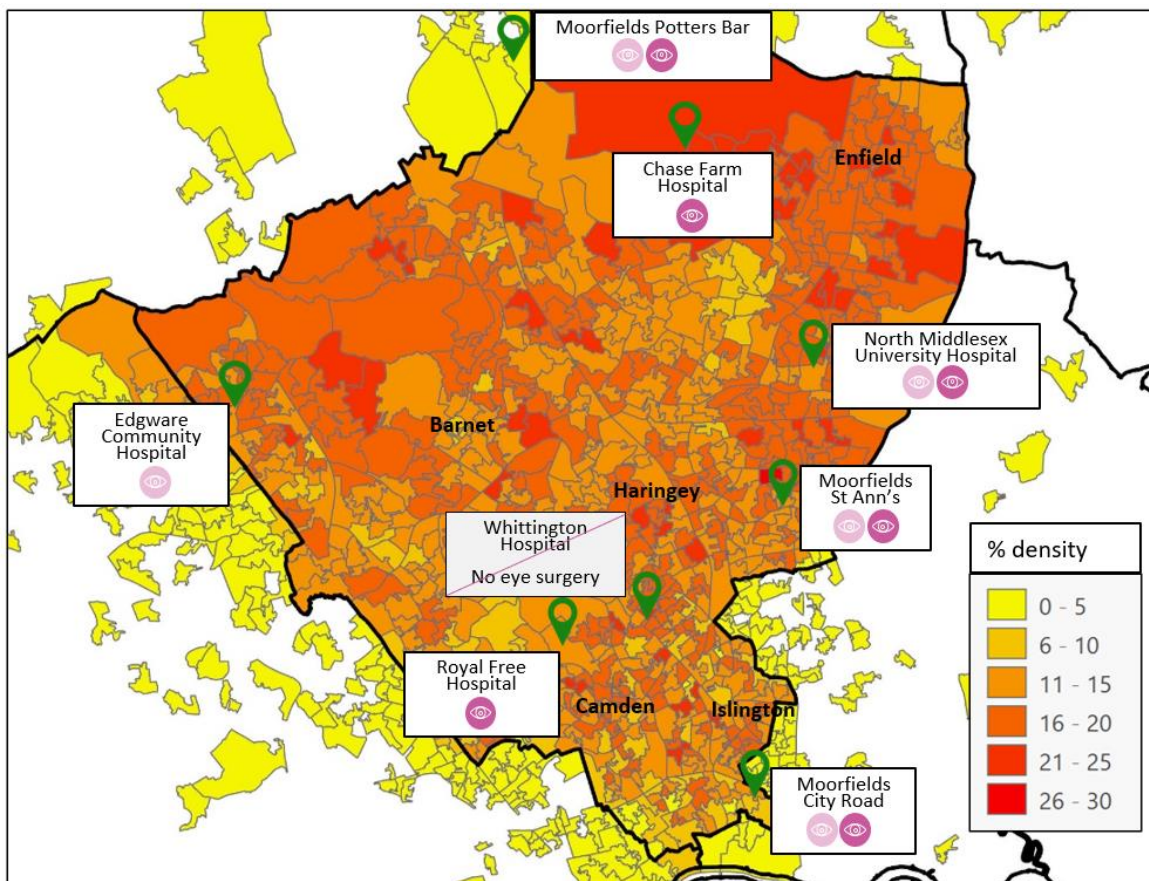 Moorfields Potters Bar
Enfield
Chase Farm
Hospital
North Middlesex
University Hospital
Edgware
Community
Hospital
Barnet
Haringey
Moorfields
St Ann's
Whittington
Hospital
No eye surgery
% density
0 - 5
6 - 10
11 - 15
16 - 20
21 - 25
26 - 30
Royal Free
Hospital
Camden
Islington
Moorfields
City Road